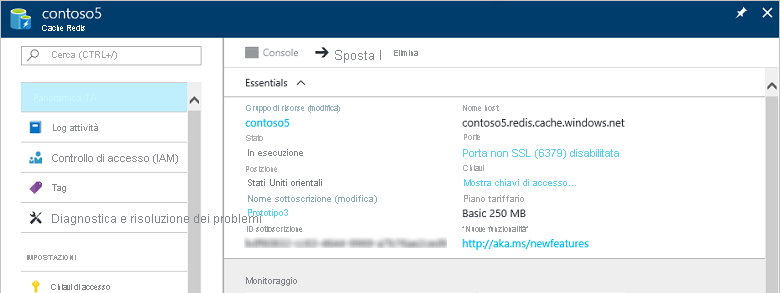 contoso5
Cache Redis
Cerca (CTRL+/)
Log attività
Controllo di accesso (IAM)
Tag
Diagnostica e risoluzione dei problemi
IMPOSTAZIONI
Chiavi di accesso
Console
Sposta I
Elimina
Essentials
Gruppo di risorse (modifica)
contoso5
Stato
In esecuzione
Posizione
Stati Uniti orientali
Nome sottoscrizione (modifica)
Prototipo3
ID sottoscrizione
Nome host
contoso5.redis.cache.windows.net
Porte
Porta non SSL (6379) disabilitata
Chiavi
Mostra chiavi di accesso...
Piano tariffario
Basic 250 MB
"Nuove funzionalità"
http://aka.ms/newfeatures
Monitoraggio